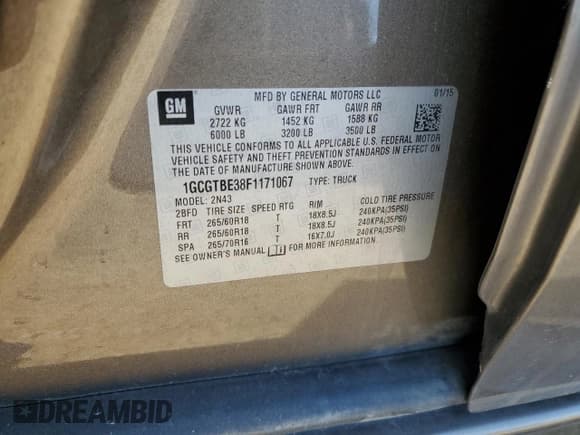 GM
MFD BY GENERAL MOTORS LLC 01/15
GVWR GAWR FRT GAWR RR
2722 KG 1452 KG 1588 KG
6000 LB 3200 LB 3500 LB
THIS VEHICLE CONFORMS TO ALL APPLICABLE U.S. FEDERAL MOTOR
VEHICLE SAFETY AND THEFT PREVENTION STANDARDS IN EFFECT ON
THE DATE OF MANUFACTURE SHOWN ABOVE.
1GCGTBE38F1171067 TYPE: TRUCK
MODEL: 2N43
2BFD TIRE SIZE SPEED RTG RIM COLD TIRE PRESSURE
FRT 265/60R18 T 18X8.5J 240KPA(35PSI)
RR 265/60R18 T 18X8.5J 240KPA(35PSI)
SPA 265/70R16 T 16X7.0J 240KPA(35PSI)
SEE OWNER'S MANUAL FOR MORE INFORMATION.
DREAMBID